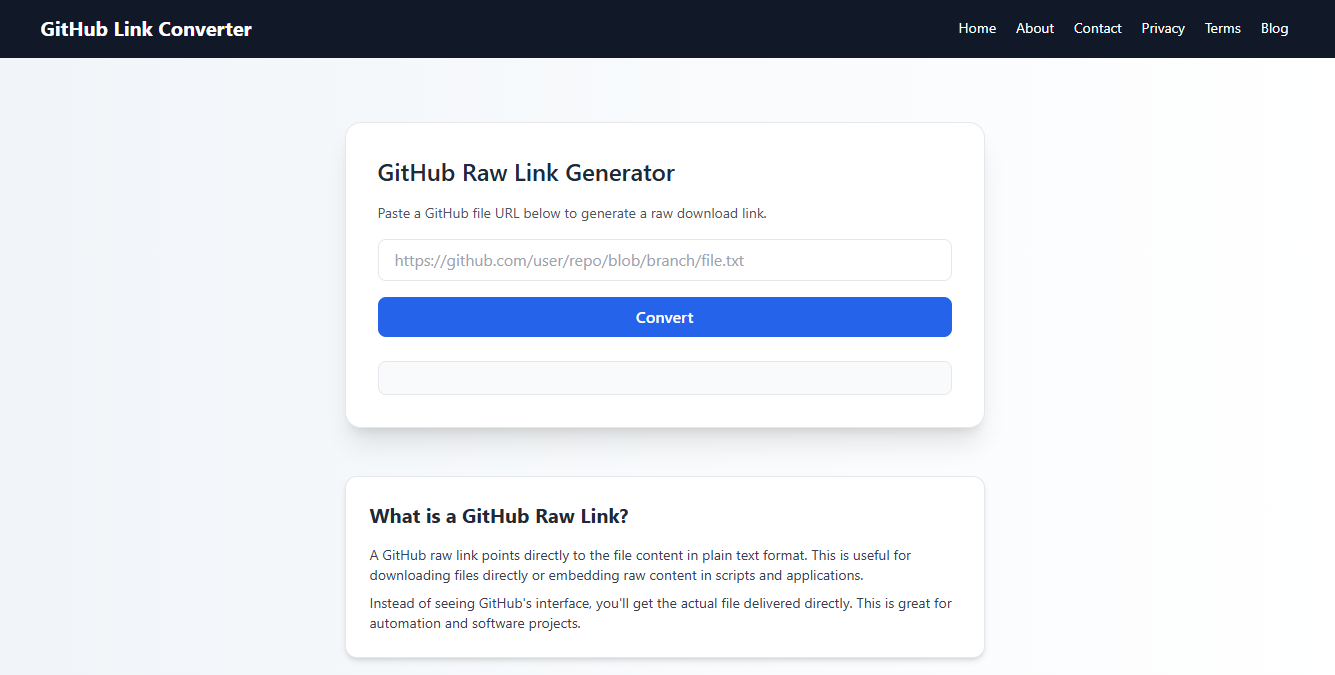 GitHub Link Converter
Home About Contact Privacy Terms Blog
GitHub Raw Link Generator
Paste a GitHub file URL below to generate a raw download link.
https://github.com/user/repo/blob/branch/file.txt
Convert
What is a GitHub Raw Link?
A GitHub raw link points directly to the file content in plain text format. This is useful for
downloading files directly or embedding raw content in scripts and applications.
Instead of seeing GitHub's interface, you'll get the actual file delivered directly. This is great for
automation and software projects.